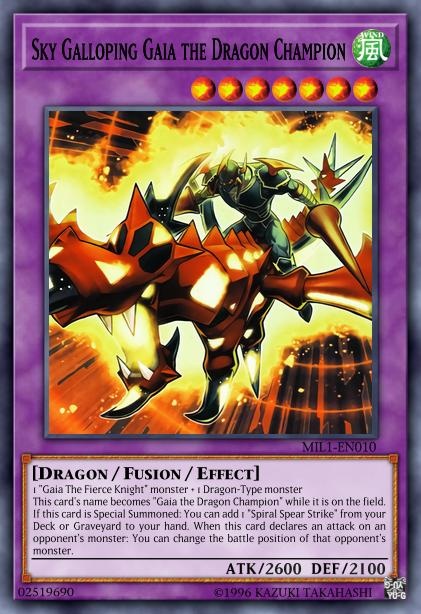 Sky Galloping Gaia the Dragon Champion
WIND
風
MIL1-EN010
[Dragon / Fusion / Effect]
1 "Gaia The Fierce Knight" monster + 1 Dragon-Type monster
This card's name becomes "Gaia the Dragon Champion" while it is on the field.
If this card is Special Summoned: You can add 1 "Spiral Spear Strike" from your
Deck or Graveyard to your hand. When this card declares an attack on an
opponent's monster: You can change the battle position of that opponent's
monster.
ATK/2600 DEF/2100
02519690
©1996 KAZUKI TAKAHASHI